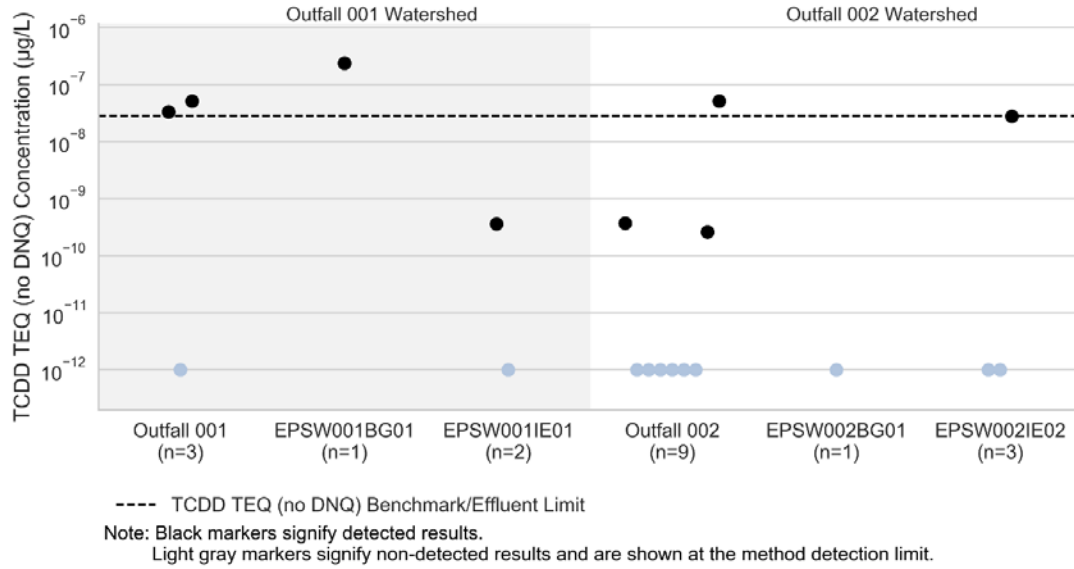 Outfall 001 Watershed
Outfall 002 Watershed
TCDD TEQ (no DNQ) Concentration (µg/L)
10⁻⁶
10⁻⁷
10⁻⁸
10⁻⁹
10⁻¹⁰
10⁻¹¹
10⁻¹²
Outfall 001
(n=3)
EPSW001BG01
(n=1)
EPSW001IE01
(n=2)
Outfall 002
(n=9)
EPSW002BG01
(n=1)
EPSW002IE02
(n=3)
TCDD TEQ (no DNQ) Benchmark/Effluent Limit
Note: Black markers signify detected results.
Light gray markers signify non-detected results and are shown at the method detection limit.